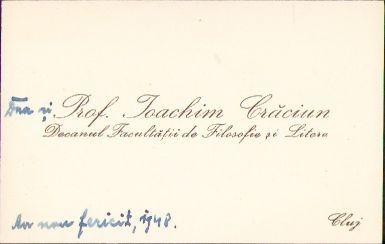 Dna și Prof. Ioachim Crăciun
Decanul Facultății de Filosofie și Litere
Cluj
An nou fericit, 1948.